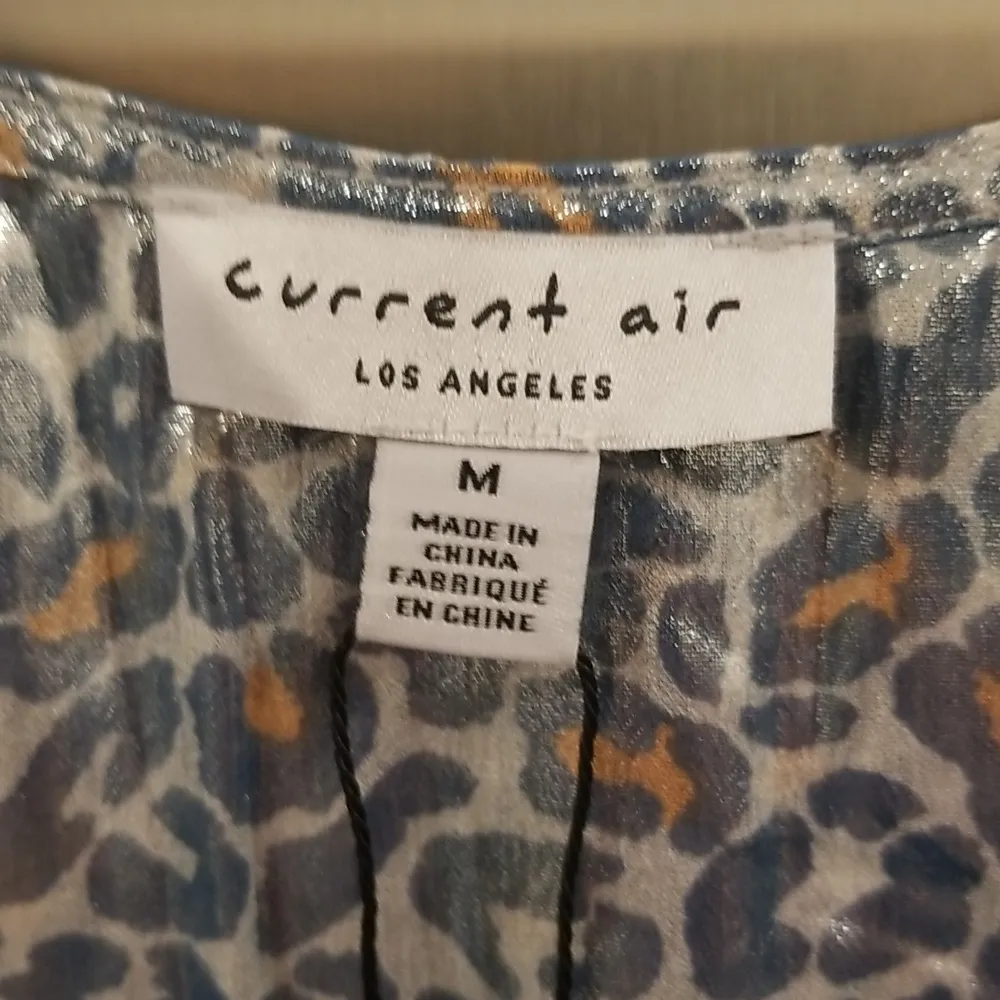 current air
LOS ANGELES
M
MADE IN
CHINA
FABRIQUÉ
EN CHINE